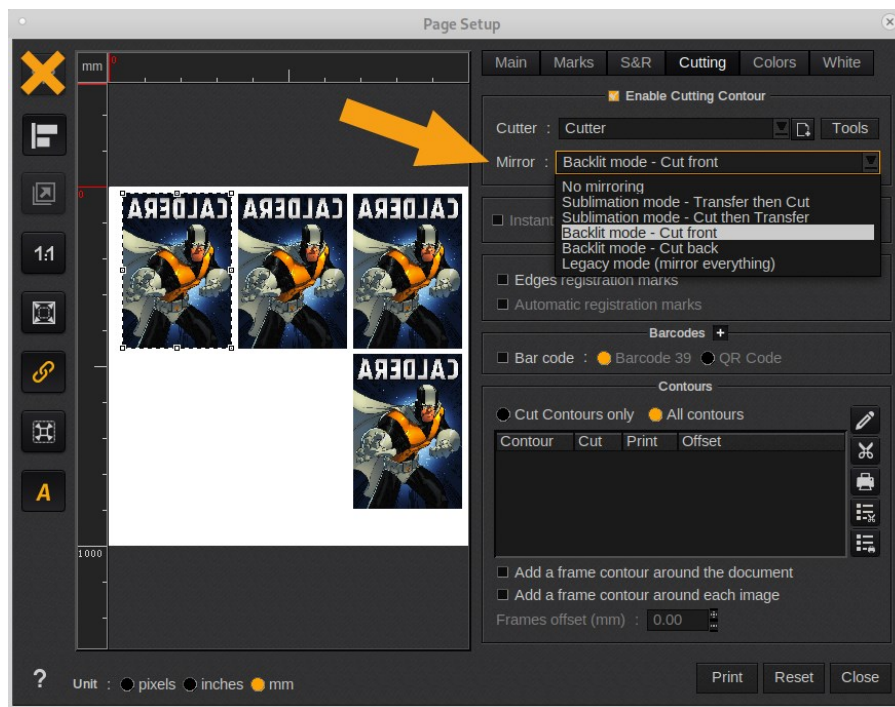 Page Setup
mm
0
0
1000
1:1
A
CALDERA CALDERA CALDERA
CALDERA
Main Marks S&R Cutting Colors White
Enable Cutting Contour
Cutter : Cutter Tools
Mirror : Backlit mode - Cut front
No mirroring
Sublimation mode - Transfer then Cut
Sublimation mode - Cut then Transfer
Backlit mode - Cut front
Backlit mode - Cut back
Legacy mode (mirror everything)
Instant
Edges registration marks
Automatic registration marks
Barcodes +
Bar code : Barcode 39 QR Code
Contours
Cut Contours only All contours
Contour Cut Print Offset
Add a frame contour around the document
Add a frame contour around each image
Frames offset (mm) : 0.00
? Unit : pixels inches mm
Print Reset Close